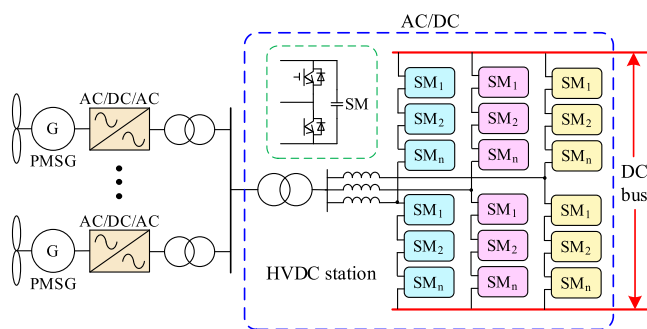 AC/DC
AC/DC/AC
G
PMSG
AC/DC/AC
G
PMSG
SM
HVDC station
SM1
SM2
SMn
SM1
SM2
SMn
SM1
SM2
SMn
SM1
SM2
SMn
SM1
SM2
SMn
SM1
SM2
SMn
DC
bus